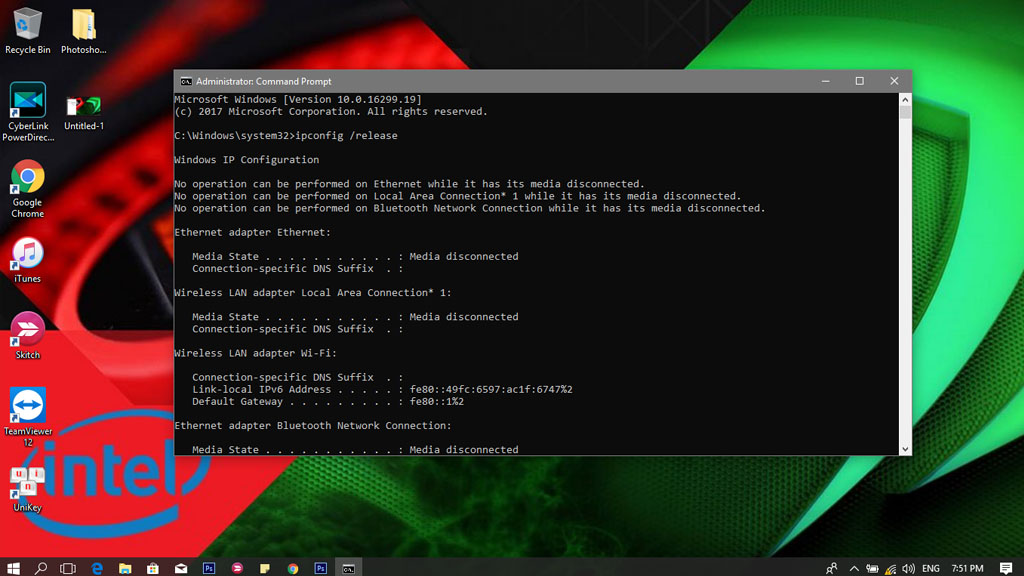 Recycle Bin
Photosho...
CyberLink
PowerDirec...
Untitled-1
Google
Chrome
iTunes
Skitch
TeamViewer
12
UniKey
intel
Administrator: Command Prompt
Microsoft Windows [Version 10.0.16299.19]
(c) 2017 Microsoft Corporation. All rights reserved.
C:\Windows\system32>ipconfig /release
Windows IP Configuration
No operation can be performed on Ethernet while it has its media disconnected.
No operation can be performed on Local Area Connection* 1 while it has its media disconnected.
No operation can be performed on Bluetooth Network Connection while it has its media disconnected.
Ethernet adapter Ethernet:
Media State . . . . . . . . . . . : Media disconnected
Connection-specific DNS Suffix  . :
Wireless LAN adapter Local Area Connection* 1:
Media State . . . . . . . . . . . : Media disconnected
Connection-specific DNS Suffix  . :
Wireless LAN adapter Wi-Fi:
Connection-specific DNS Suffix  . :
Link-local IPv6 Address . . . . . : fe80::49fc:6597:ac1f:6747%2
Default Gateway . . . . . . . . . : fe80::1%2
Ethernet adapter Bluetooth Network Connection:
Media State . . . . . . . . . . . : Media disconnected
Ps
Ps
ENG
7:51 PM